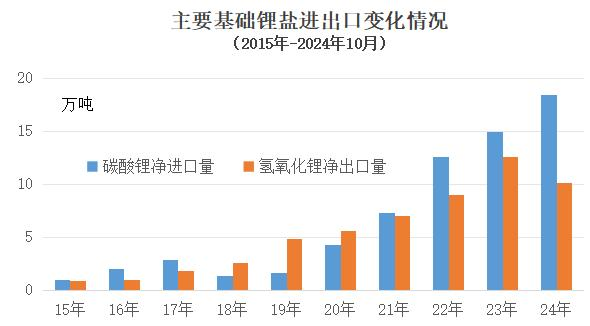 主要基础锂盐进出口变化情况
（2015年-2024年10月）
20
万吨
15
碳酸锂净进口量 氢氧化锂净出口量
10
5
0
15年 16年 17年 18年 19年 20年 21年 22年 23年 24年